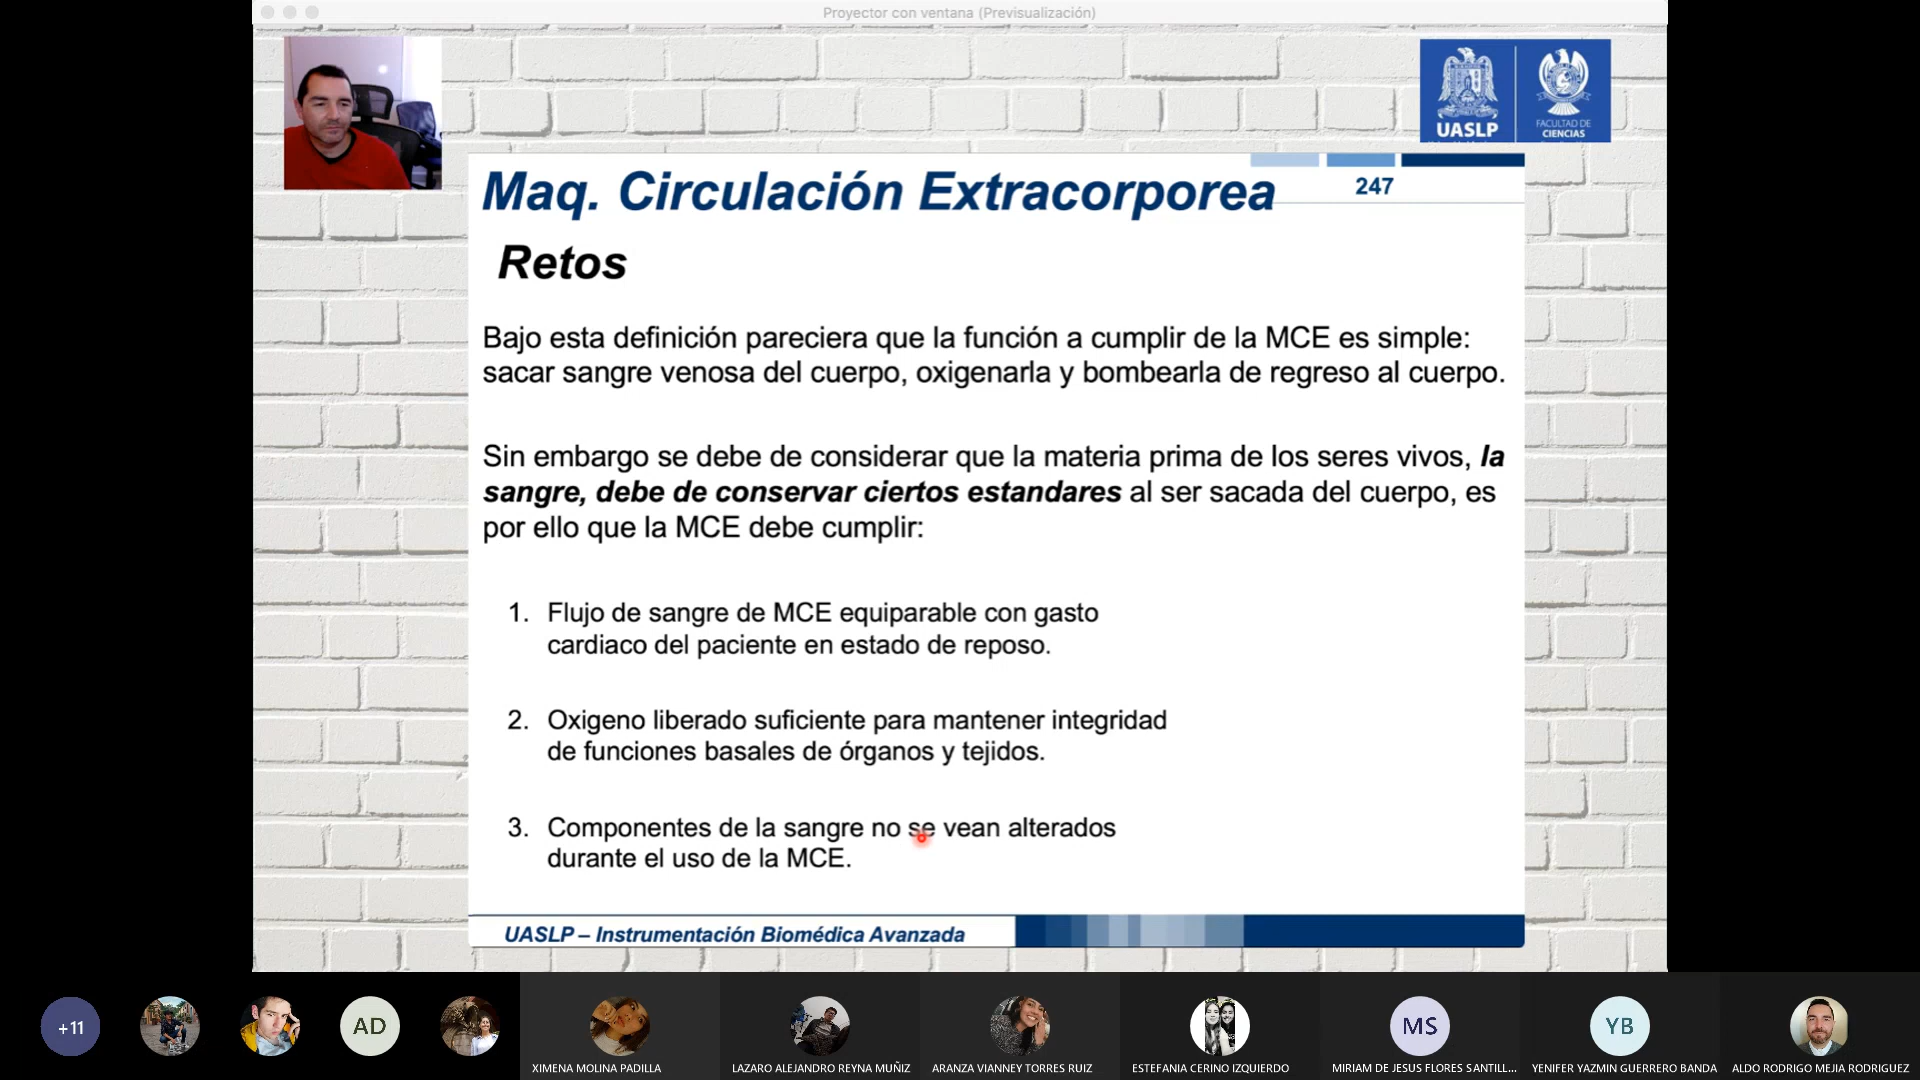 Proyector con ventana (Previsualización)
UASLP
FACULTAD DE
CIENCIAS
Maq. Circulación Extracorporea
247
Retos
Bajo esta definición pareciera que la función a cumplir de la MCE es simple:
sacar sangre venosa del cuerpo, oxigenarla y bombearla de regreso al cuerpo.
Sin embargo se debe de considerar que la materia prima de los seres vivos, la
sangre, debe de conservar ciertos estandares al ser sacada del cuerpo, es
por ello que la MCE debe cumplir:
1. Flujo de sangre de MCE equiparable con gasto
cardiaco del paciente en estado de reposo.
2. Oxigeno liberado suficiente para mantener integridad
de funciones basales de órganos y tejidos.
3. Componentes de la sangre no se vean alterados
durante el uso de la MCE.
UASLP – Instrumentación Biomédica Avanzada
+11
AD
MS
YB
XIMENA MOLINA PADILLA
LAZARO ALEJANDRO REYNA MUÑIZ
ARANZA VIANNEY TORRES RUIZ
ESTEFANIA CERINO IZQUIERDO
MIRIAM DE JESUS FLORES SANTILL...
YENIFER YAZMIN GUERRERO BANDA
ALDO RODRIGO MEJIA RODRIGUEZ